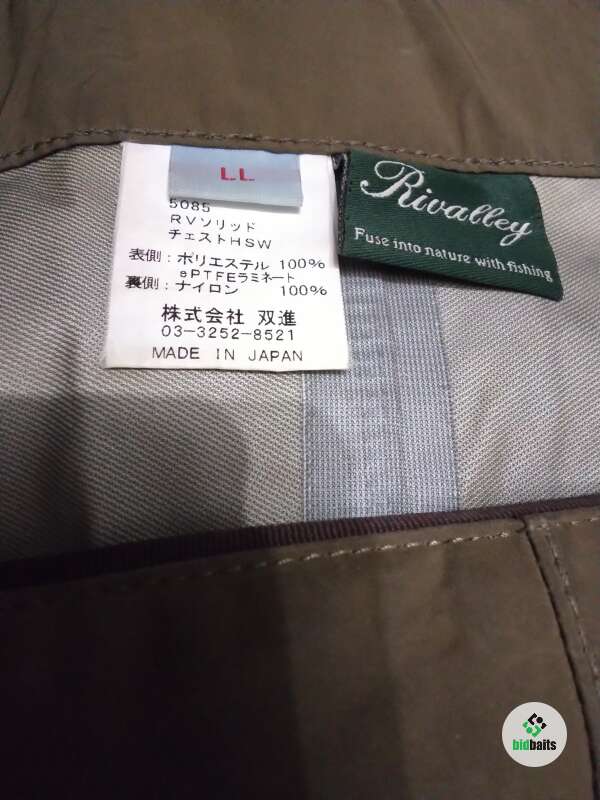 LL
5085
RVソリッド
チェストHSW
表側：ポリエステル 100%
ePTFEラミネート
裏側：ナイロン 100%
株式会社 双進
03-3252-8521
MADE IN JAPAN
Rivalley
Fuse into nature with fishing
bidbaits